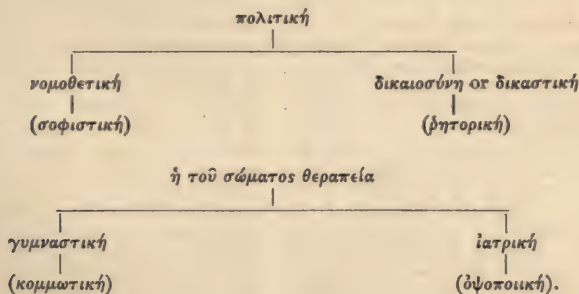 πολιτική
νομοθετική δικαιοσύνη or δικαστική
(σοφιστική) (ῥητορική)
ἡ τοῦ σώματος θεραπεία
γυμναστική ἰατρική
(κομμωτική) (ὀψοποιική).